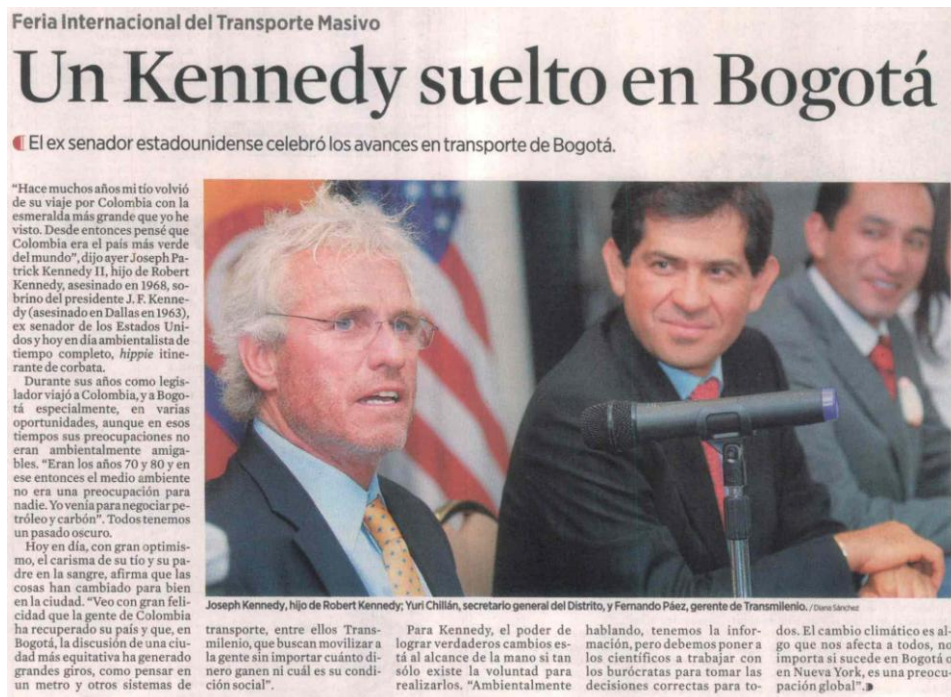 Feria Internacional del Transporte Masivo
Un Kennedy suelto en Bogotá
El ex senador estadounidense celebró los avances en transporte de Bogotá.
“Hace muchos años mi tío volvió
de su viaje por Colombia con la
esmeralda más grande que yo he
visto. Desde entonces pensé que
Colombia era el país más verde
del mundo”, dijo ayer Joseph Pa-
trick Kennedy II, hijo de Robert
Kennedy, asesinado en 1968, so-
brino del presidente J. F. Kenne-
dy (asesinado en Dallas en 1963),
ex senador de los Estados Uni-
dos y hoy en día ambientalista de
tiempo completo, hippie itine-
rante de corbata.
Durante sus años como legis-
lador viajó a Colombia, y a Bogo-
tá especialmente, en varias
oportunidades, aunque en esos
tiempos sus preocupaciones no
eran ambientalmente amiga-
bles. “Eran los años 70 y 80 y en
ese entonces el medio ambiente
no era una preocupación para
nadie. Yo venía para negociar pe-
tróleo y carbón”. Todos tenemos
un pasado oscuro.
Hoy en día, con gran optimis-
mo, el carisma de su tío y su pa-
dre en la sangre, afirma que las
cosas han cambiado para bien
en la ciudad. “Veo con gran feli-
cidad que la gente de Colombia
ha recuperado su país y que, en
Bogotá, la discusión de una ciu-
dad más equitativa ha generado
grandes giros, como pensar en
un metro y otros sistemas de
Joseph Kennedy, hijo de Robert Kennedy; Yuri Chillán, secretario general del Distrito, y Fernando Páez, gerente de Transmilenio. / Diana Sánchez
transporte, entre ellos Trans-
milenio, que buscan movilizar a
la gente sin importar cuánto di-
nero ganen ni cuál es su condi-
ción social”.
Para Kennedy, el poder de
lograr verdaderos cambios es-
tá al alcance de la mano si tan
sólo existe la voluntad para
realizarlos. “Ambientalmente
hablando, tenemos la infor-
mación, pero debemos poner a
los científicos a trabajar con
los burócratas para tomar las
decisiones correctas para to-
dos. El cambio climático es al-
go que nos afecta a todos, no
importa si sucede en Bogotá o
en Nueva York, es una preocu-
pación global”.